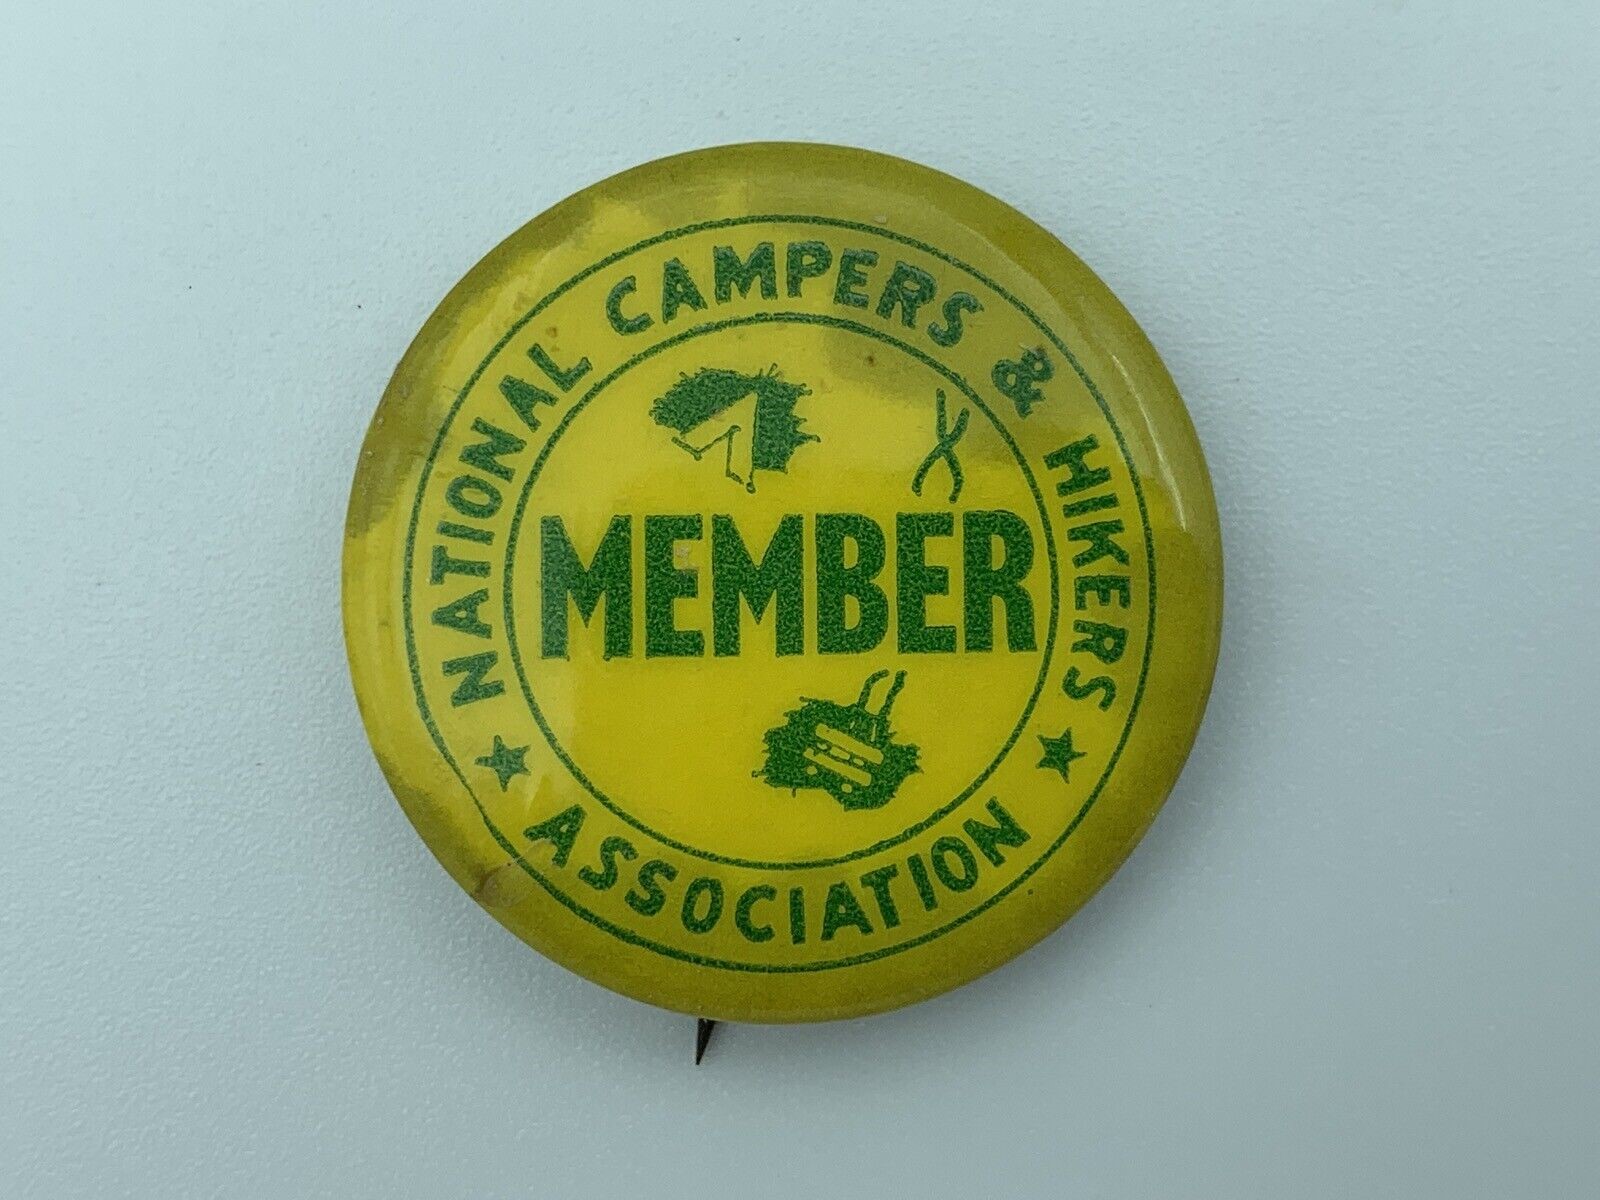 NATIONAL CAMPERS & HIKERS
MEMBER
ASSOCIATION